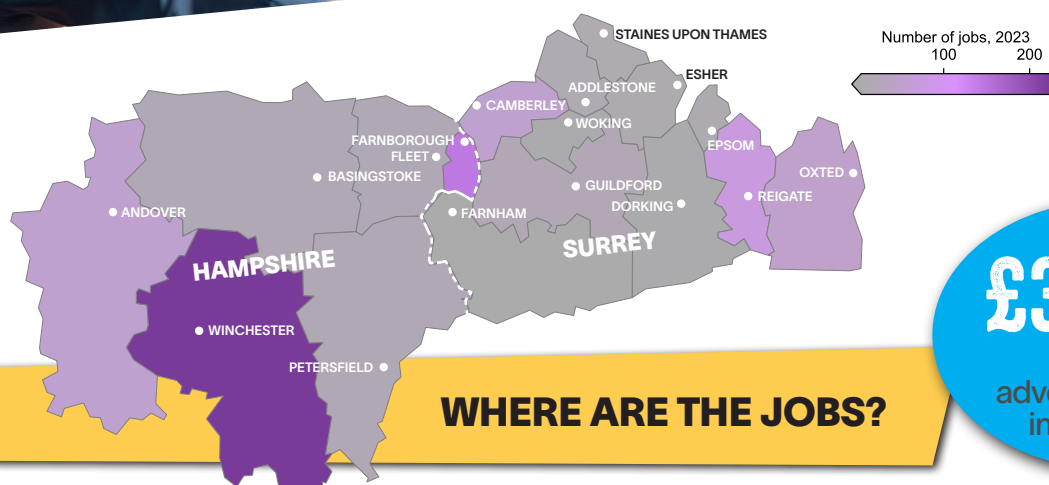 STAINES UPON THAMES
Number of jobs, 2023
100 200
ESHER
ADDLESTONE
CAMBERLEY
WOKING
FARNBOROUGH
FLEET
EPSOM
BASINGSTOKE
OXTED
GUILDFORD
REIGATE
DORKING
ANDOVER
FARNHAM
SURREY
HAMPSHIRE
WINCHESTER
PETERSFIELD
WHERE ARE THE JOBS?
£3
adv
in